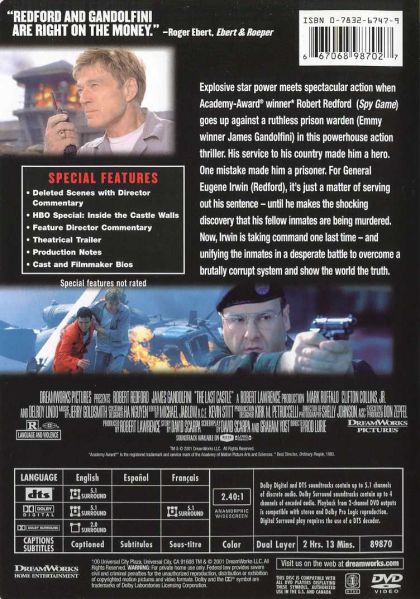 "REDFORD AND GANDOLFINI
ARE RIGHT ON THE MONEY."
–Roger Ebert, Ebert & Roeper
ISBN 0-7832-6747-9
6 67068 98702 7
Explosive star power meets spectacular action when
Academy-Award® winner* Robert Redford (Spy Game)
goes up against a ruthless prison warden (Emmy
winner James Gandolfini) in this powerhouse action
thriller. His service to his country made him a hero.
One mistake made him a prisoner. For General
Eugene Irwin (Redford), it's just a matter of serving
out his sentence – until he makes the shocking
discovery that his fellow inmates are being murdered.
Now, Irwin is taking command one last time – and
unifying the inmates in a desperate battle to overcome a
brutally corrupt system and show the world the truth.
SPECIAL FEATURES
• Deleted Scenes with Director
Commentary
• HBO Special: Inside the Castle Walls
• Feature Director Commentary
• Theatrical Trailer
• Production Notes
• Cast and Filmmaker Bios
Special features not rated
DREAMWORKS PICTURES PRESENTS ROBERT REDFORD JAMES GANDOLFINI "THE LAST CASTLE" A ROBERT LAWRENCE PRODUCTION MARK RUFFALO CLIFTON COLLINS, JR.
AND DELROY LINDO MUSIC BY JERRY GOLDSMITH HA NGUYEN MICHAEL JABLOW A.C.E. KEVIN STITT KIRK M. PETRUCCELLI SHELLY JOHNSON, ASC DON ZEPFEL
PRODUCED BY ROBERT LAWRENCE STORY BY DAVID SCARPA SCREENPLAY BY DAVID SCARPA AND GRAHAM YOST DIRECTED BY ROD LURIE
R RESTRICTED
LANGUAGE AND VIOLENCE
SOUNDTRACK AVAILABLE ON
DREAMWORKS
PICTURES
TM & © 2001 DreamWorks LLC. All Rights Reserved.
"Academy Award"® is the registered trademark and service mark of the Academy of Motion Picture Arts and Sciences. * Best Director, Ordinary People, 1980.
LANGUAGE English Español Français
dts 5.1 SURROUND 5.1 SURROUND
DOLBY DIGITAL 5.1 SURROUND 5.1 SURROUND
DOLBY SURROUND 2.0 SURROUND
CAPTIONS SUBTITLES Captioned Subtítulos Sous-titre
2.40:1
ANAMORPHIC WIDESCREEN
Color Dual Layer 2 Hrs. 13 Mins. 89870
Dolby Digital and DTS soundtracks contain up to 5.1 channels
of discrete audio. Dolby Surround soundtracks contain up to 4
channels of encoded audio. Playback from 2-channel DVD outputs
is compatible with stereo and Dolby Pro Logic reproduction.
Digital Surround play requires the use of a DTS decoder.
DREAMWORKS
HOME ENTERTAINMENT
100 Universal City Plaza, Universal City, CA 91608 TM & © 2001 DreamWorks LLC. All Rights Reserved.
WARNING: For private home use only. Federal law provides
severe civil and criminal penalties for the unauthorized reproduction, distribution or exhibition
of copyrighted motion pictures and video formats. Dolby and the DD symbol are
trademarks of Dolby Laboratories Licensing Corporation.
Visit us at www.dreamworks.com
THIS DISC IS COMPATIBLE WITH
ALL DVD PLAYERS DISPLAYING
THESE SYMBOLS. AUTHORIZED FOR
USE IN THE U.S. AND CANADA.
1
DVD
VIDEO